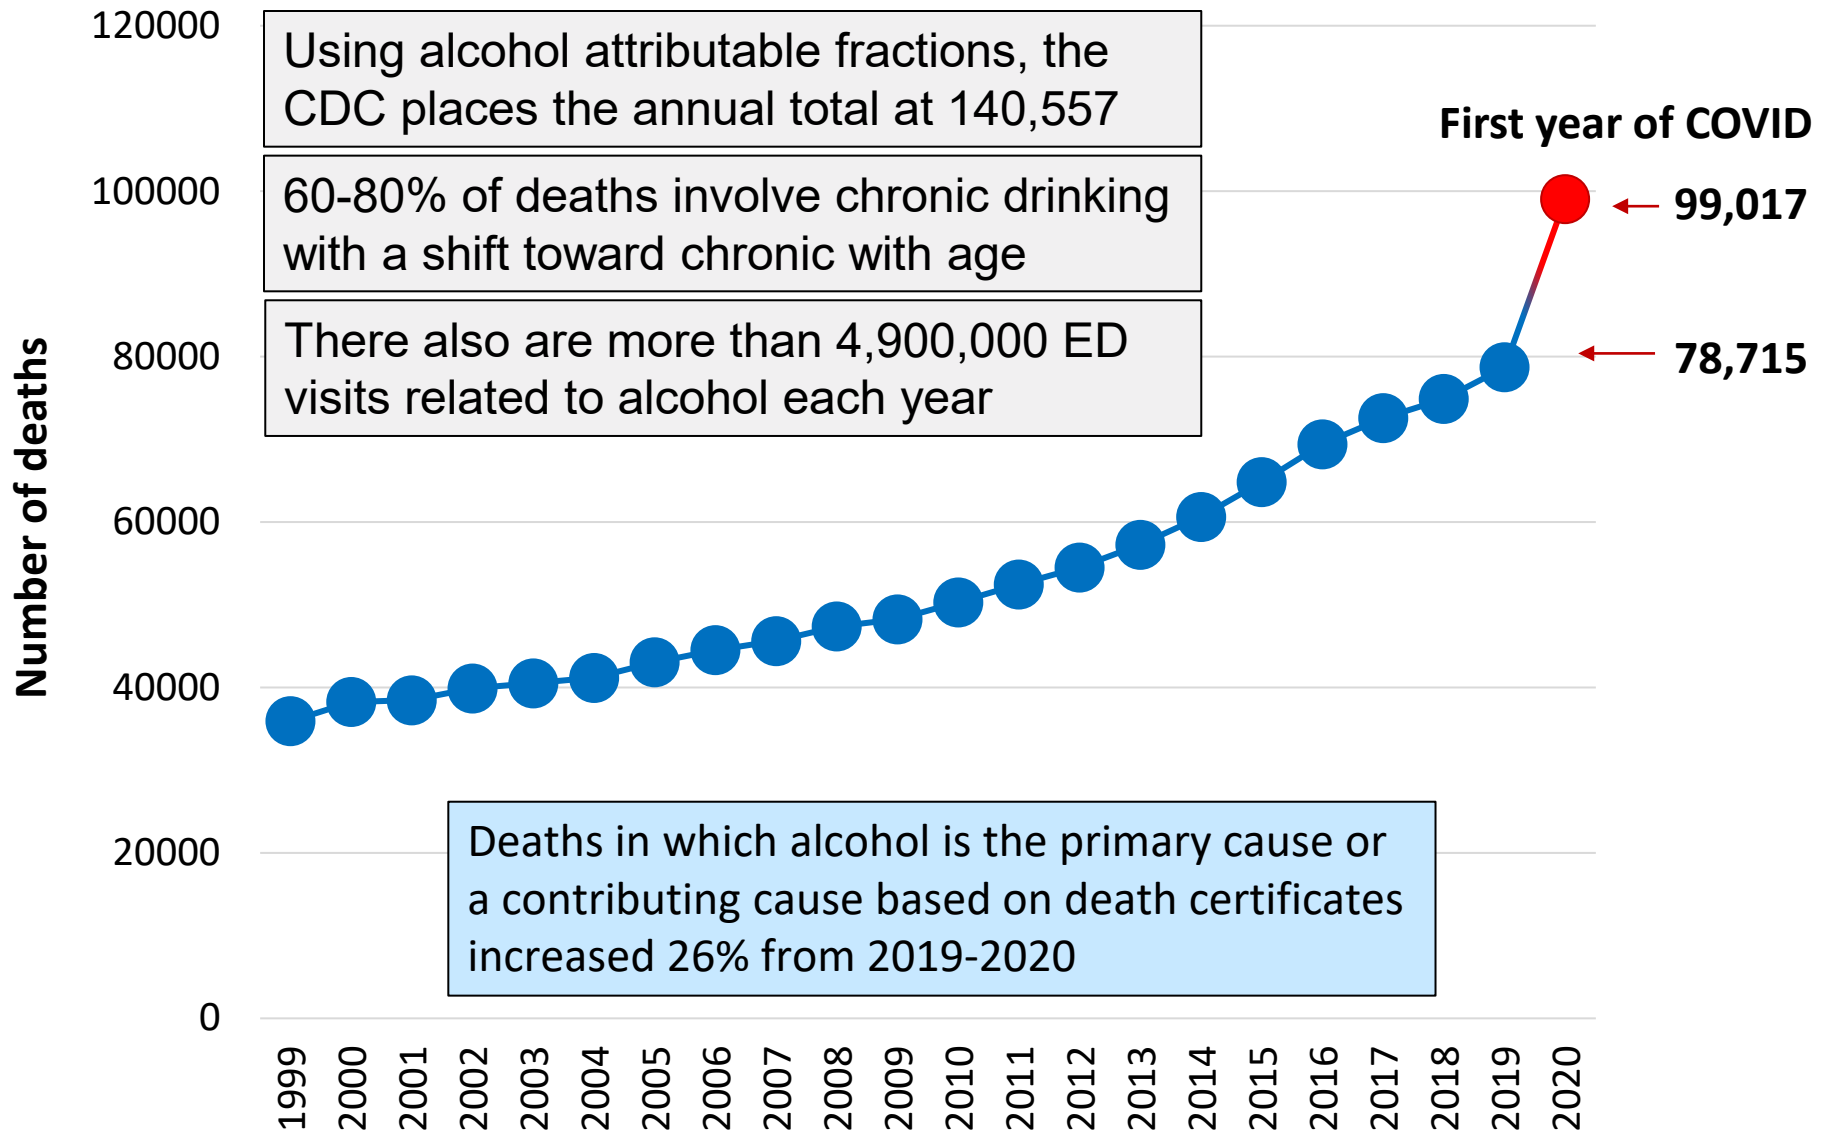 120000
100000
80000
60000
40000
20000
0
Number of deaths
Using alcohol attributable fractions, the
CDC places the annual total at 140,557
60-80% of deaths involve chronic drinking
with a shift toward chronic with age
There also are more than 4,900,000 ED
visits related to alcohol each year
First year of COVID
99,017
78,715
Deaths in which alcohol is the primary cause or
a contributing cause based on death certificates
increased 26% from 2019-2020
1999
2000
2001
2002
2003
2004
2005
2006
2007
2008
2009
2010
2011
2012
2013
2014
2015
2016
2017
2018
2019
2020